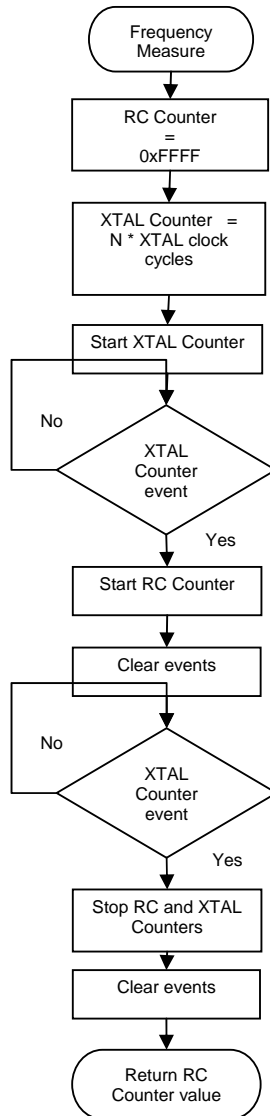 Frequency
Measure
RC Counter
=
0xFFFF
XTAL Counter =
N * XTAL clock
cycles
Start XTAL Counter
No
XTAL
Counter
event
Yes
Start RC Counter
Clear events
No
XTAL
Counter
event
Yes
Stop RC and XTAL
Counters
Clear events
Return RC
Counter value